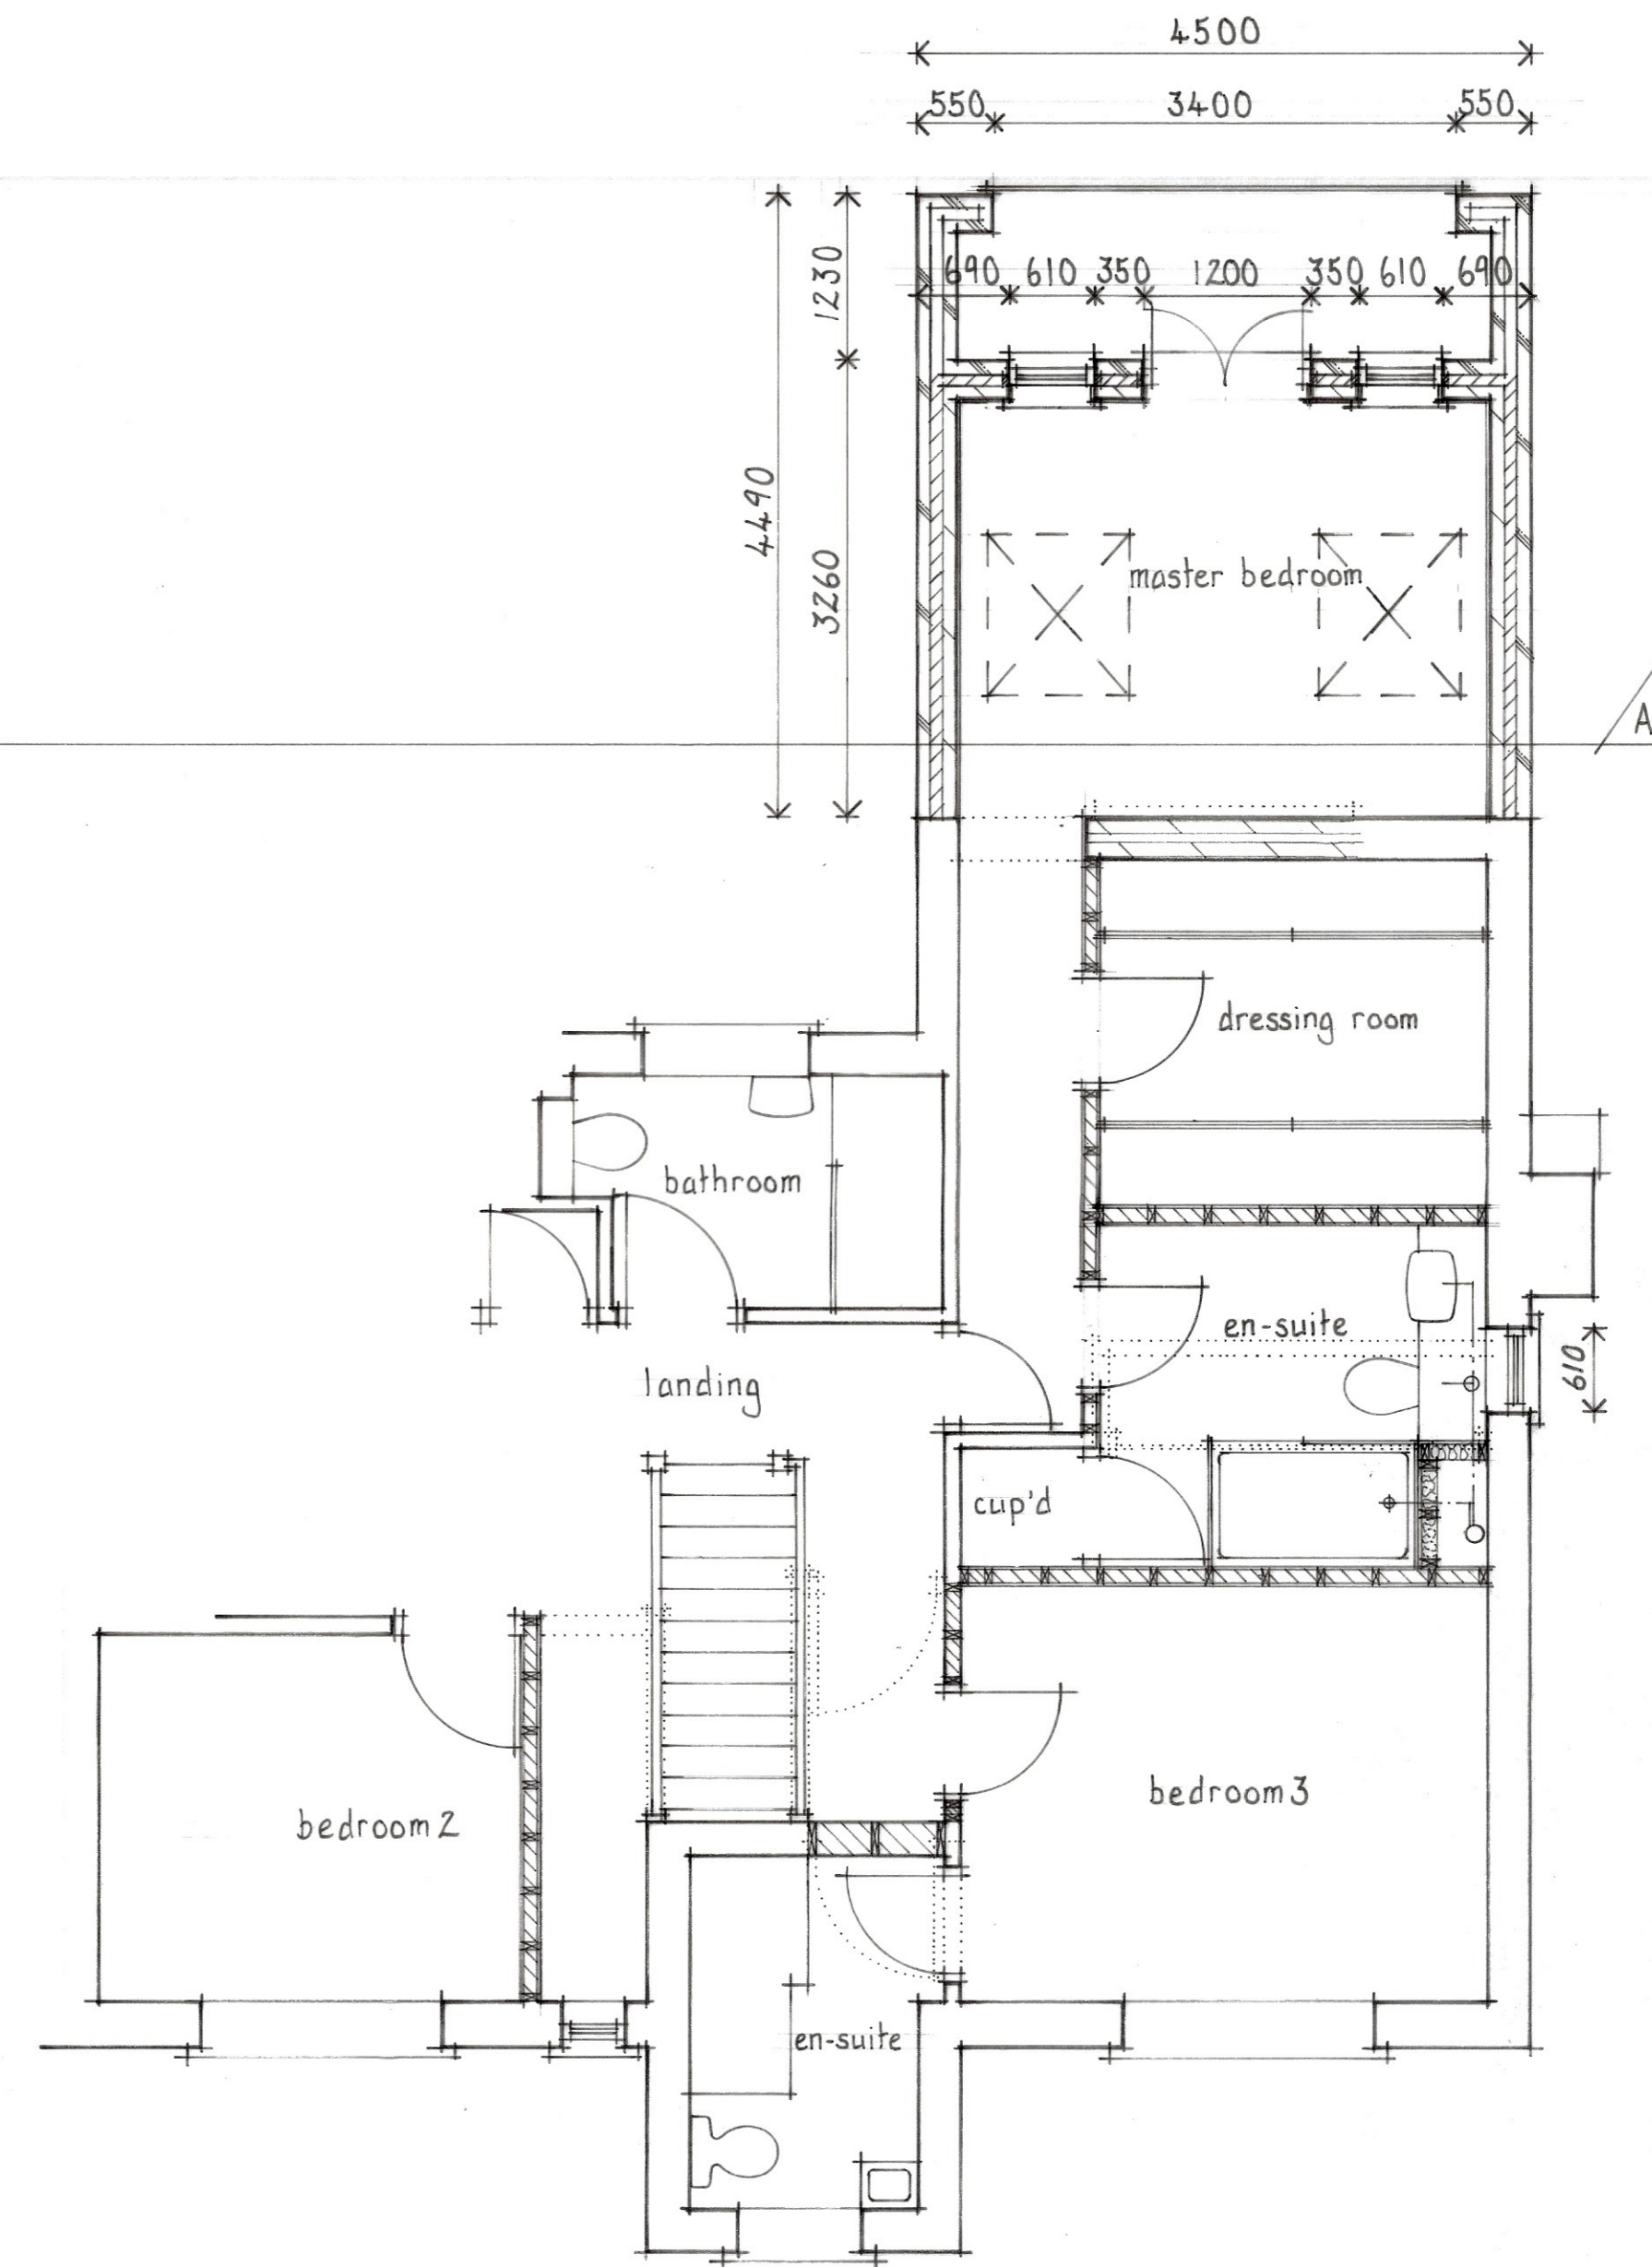 4500
550 3400 550
1230
690 610 350 1200 350 610 690
4490
3260
master bedroom
A
dressing room
bathroom
en-suite
610
landing
cup'd
bedroom 3
bedroom 2
en-suite